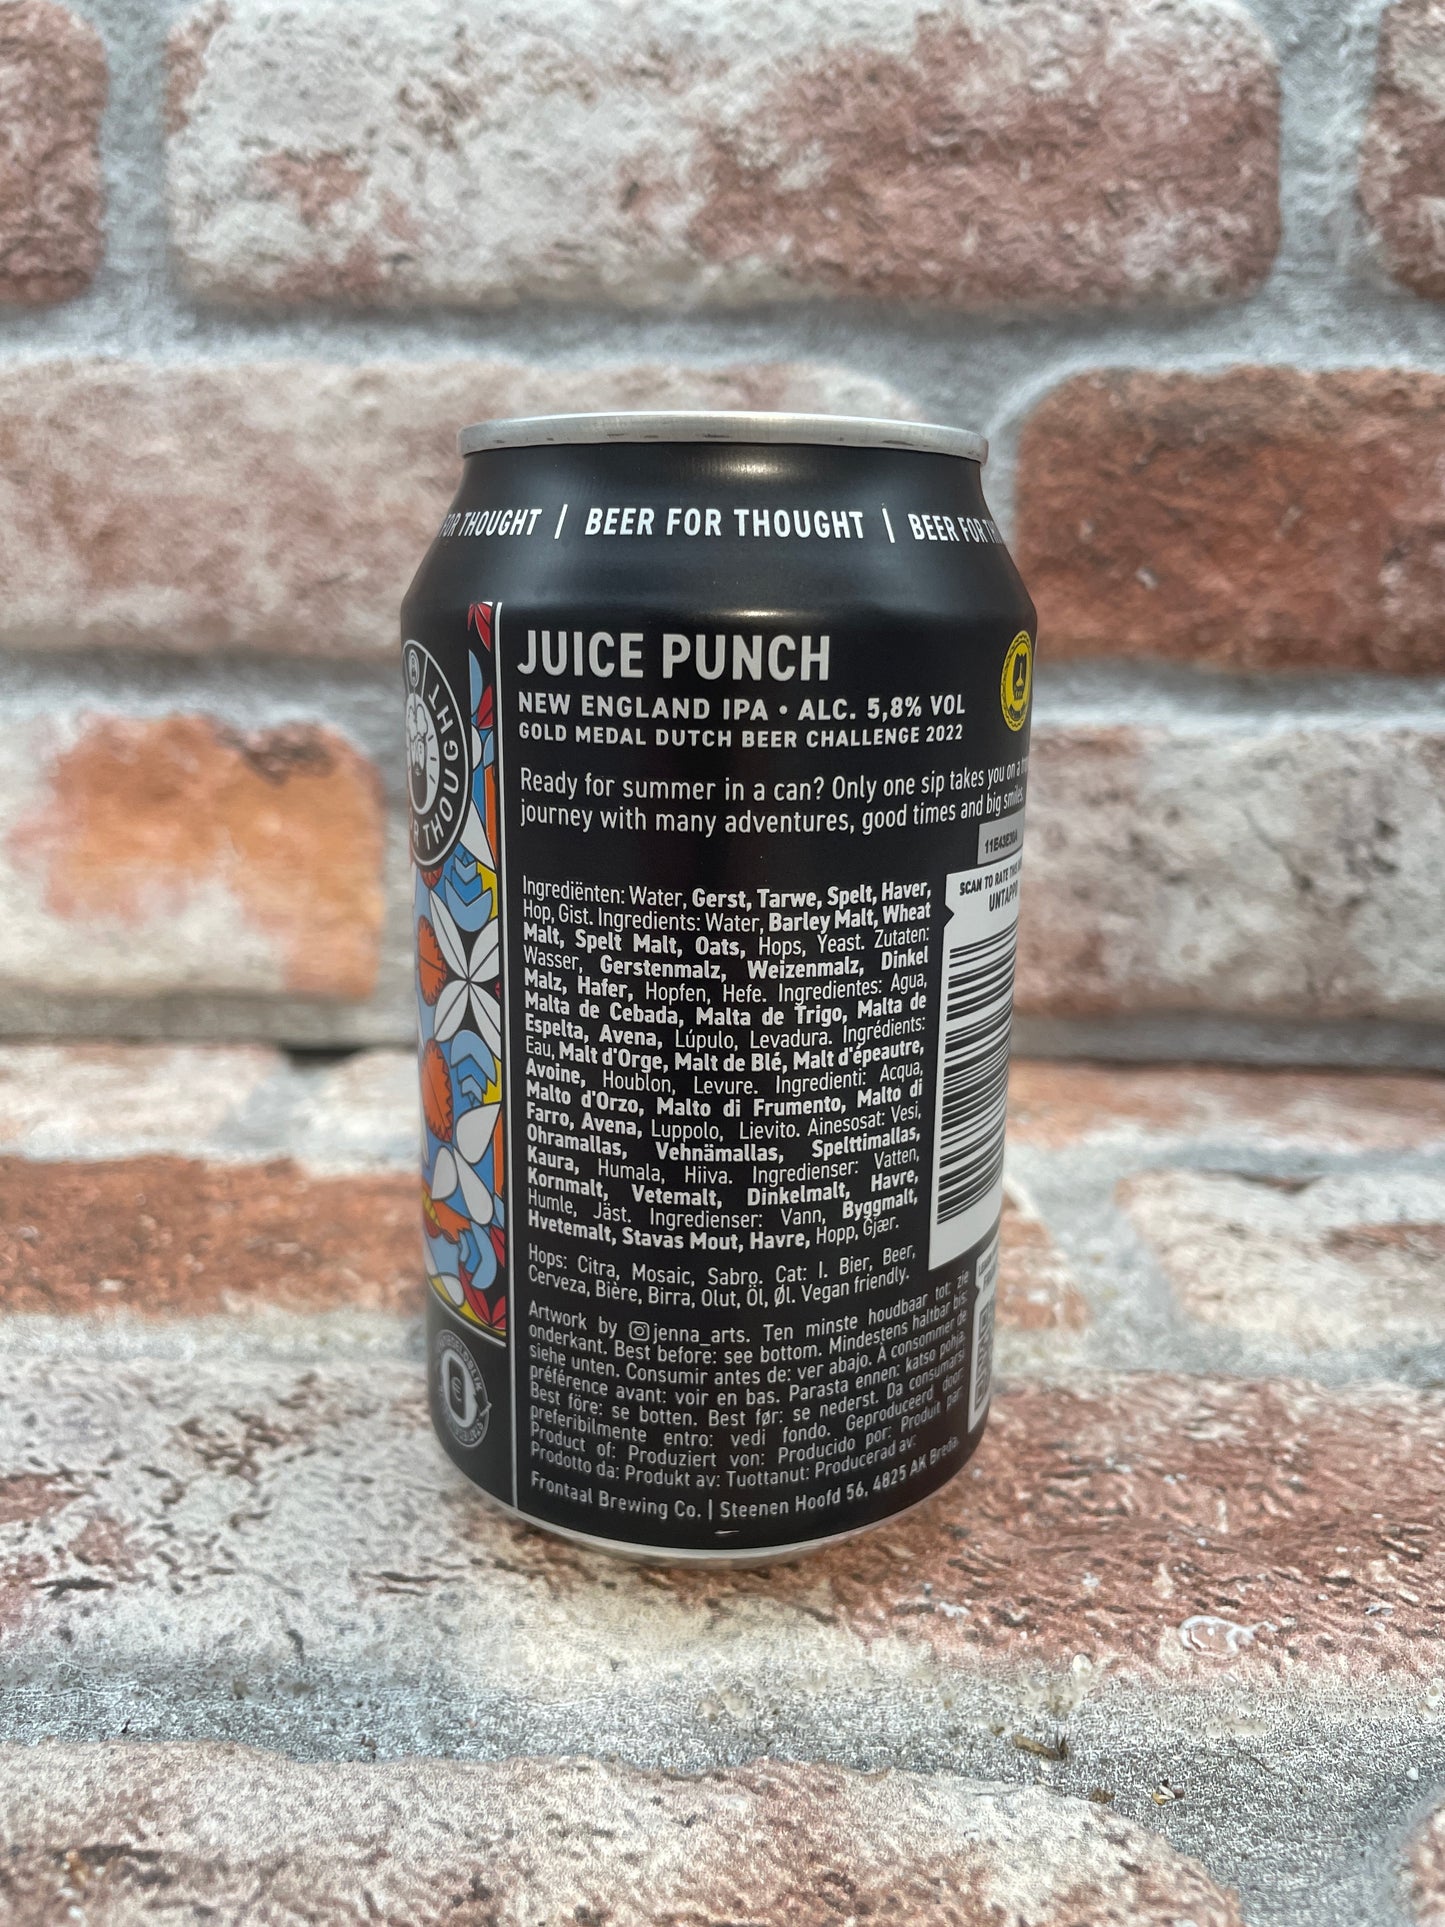 FOR THOUGHT | BEER FOR THOUGHT | BEER FOR
JUICE PUNCH
NEW ENGLAND IPA • ALC. 5,8% VOL
GOLD MEDAL DUTCH BEER CHALLENGE 2022
Ready for summer in a can? Only one sip takes you on a
journey with many adventures, good times and big smiles.
11E43E30A
SCAN TO RATE THIS
UNTAPPD
THOUGHT
Ingrediënten: Water, Gerst, Tarwe, Spelt, Haver,
Hop, Gist. Ingredients: Water, Barley Malt, Wheat
Malt, Spelt Malt, Oats, Hops, Yeast. Zutaten:
Wasser, Gerstenmalz, Weizenmalz, Dinkel
Malz, Hafer, Hopfen, Hefe. Ingredientes: Agua,
Malta de Cebada, Malta de Trigo, Malta de
Espelta, Avena, Lúpulo, Levadura. Ingrédients:
Eau, Malt d'Orge, Malt de Blé, Malt d'épeautre,
Avoine, Houblon, Levure. Ingredienti: Acqua,
Malto d'Orzo, Malto di Frumento, Malto di
Farro, Avena, Luppolo, Lievito. Ainesosat: Vesi,
Ohramallas, Vehnämallas, Spelttimallas,
Kaura, Humala, Hiiva. Ingredienser: Vatten,
Kornmalt, Vetemalt, Dinkelmalt, Havre,
Humle, Jäst. Ingredienser: Vann, Byggmalt,
Hvetemalt, Stavas Mout, Havre, Hopp, Gjær.
Hops: Citra, Mosaic, Sabro. Cat: I. Bier, Beer,
Cerveza, Bière, Birra, Olut, Öl, Øl. Vegan friendly.
Artwork by jenna_arts. Ten minste houdbaar tot: zie
onderkant. Best before: see bottom. Mindestens haltbar bis:
siehe unten. Consumir antes de: ver abajo. A consommer de
préférence avant: voir en bas. Parasta ennen: katso pohja.
Best före: se botten. Best før: se nederst. Da consumarsi
preferibilmente entro: vedi fondo. Geproduceerd door:
Product of: Produziert von: Producido por: Produit par:
Prodotto da: Produkt av: Tuottanut: Producerad av:
Frontaal Brewing Co. | Steenen Hoofd 56, 4825 AK Breda.